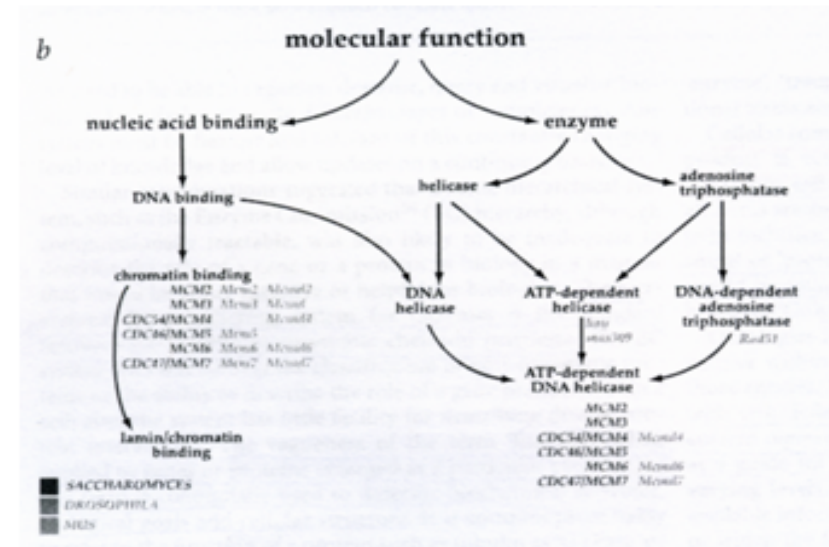 b
molecular function
nucleic acid binding
enzyme
helicase
adenosine
triphosphatase
DNA binding
chromatin binding
MCM2 Mcm2 Mcmd2
MCM3 Mcm3
CDC54/MCM4 Mcmd4
CDC46/MCM5 Mcm5
MCM6 Mcm6 Mcmd6
CDC47/MCM7 Mcm7 Mcmd7
DNA
helicase
ATP-dependent
helicase
mus309
DNA-dependent
adenosine
triphosphatase
Rad51
ATP-dependent
DNA helicase
MCM2
MCM3
CDC54/MCM4 Mcmd4
CDC46/MCM5
MCM6 Mcmd6
CDC47/MCM7 Mcmd7
lamin/chromatin
binding
SACCHAROMYCES
DROSOPHILA
MUS